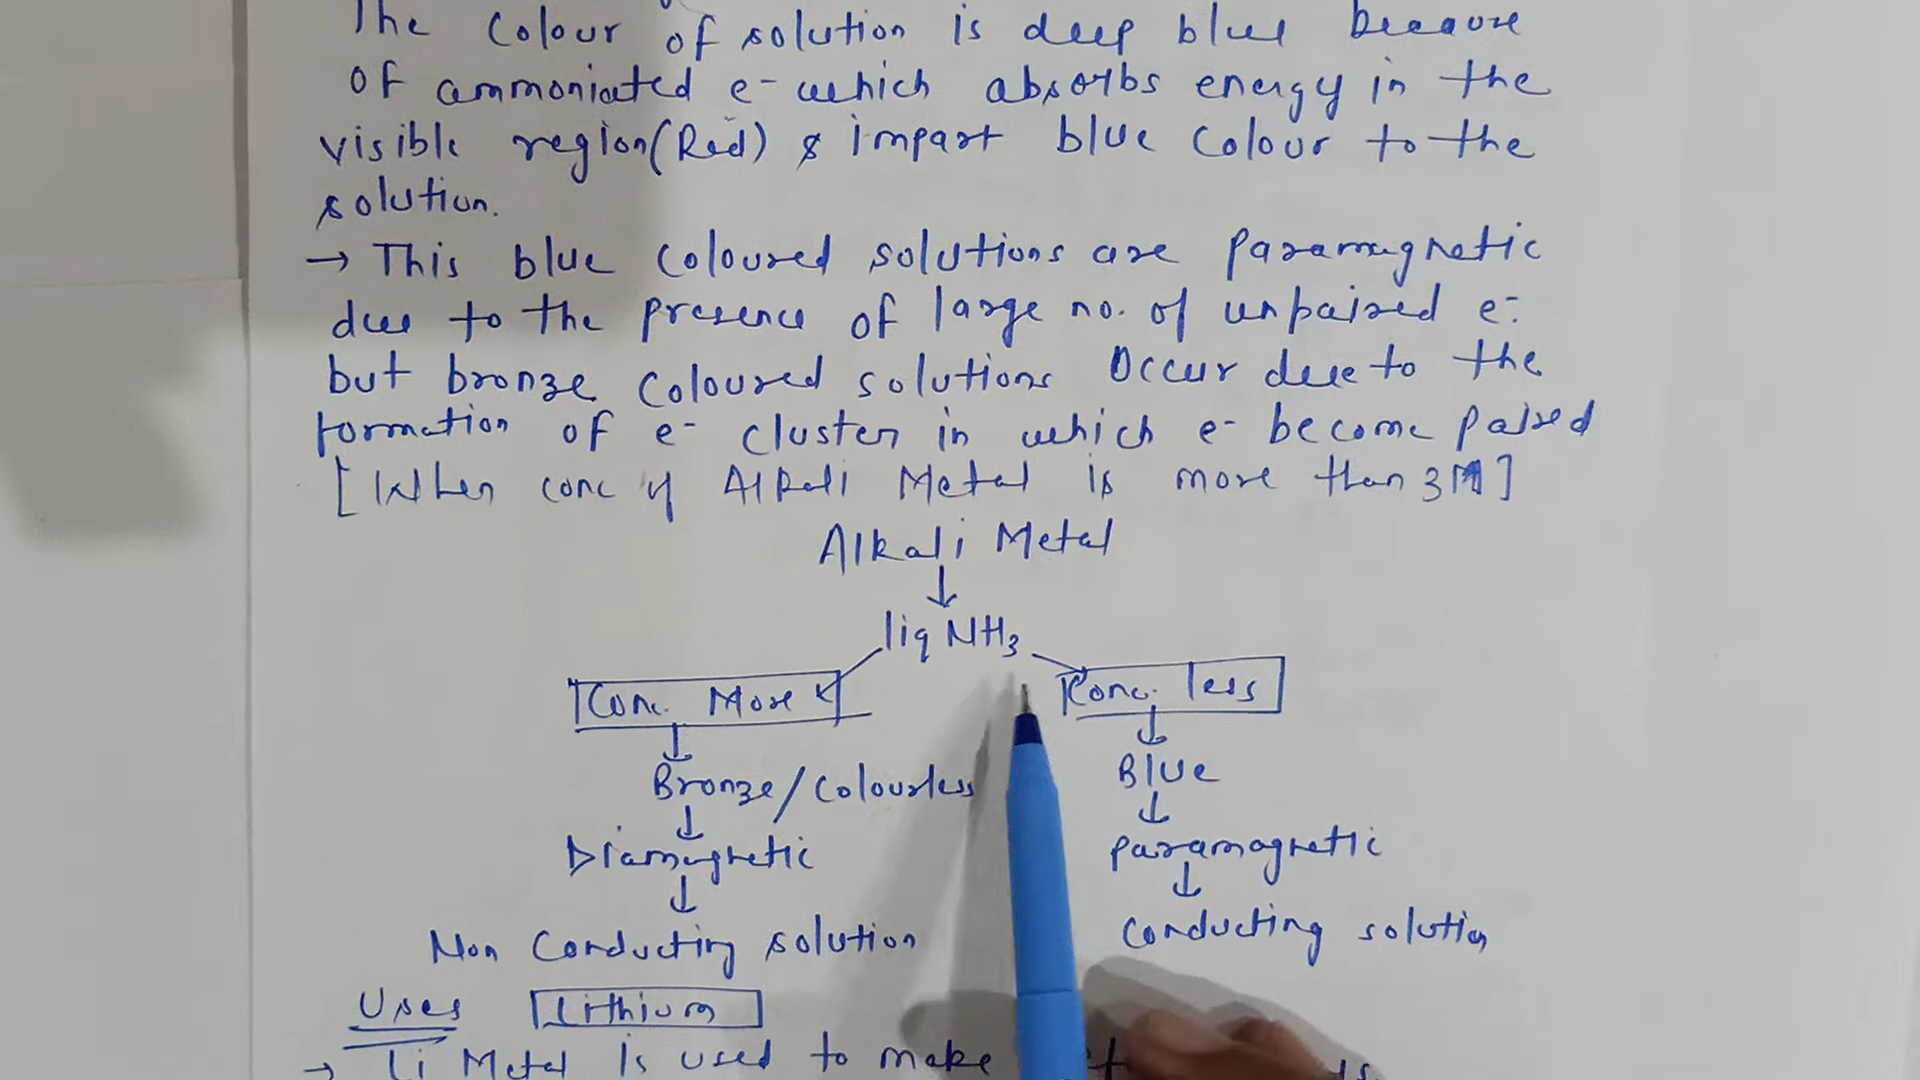 The colour of solution is deep blue because
of ammoniated e- which absorbs energy in the
visible region (Red) & impart blue colour to the
solution.
→ This blue coloured solutions are paramagnetic
due to the presence of large no. of unpaired e-
but bronze coloured solutions occur due to the
formation of e- cluster in which e- become paired
[When conc of Alkali Metal is more than 3M]
Alkali Metal
↓
liq NH3
Conc. More
Conc. less
↓
↓
Bronze/Colourless
Blue
↓
↓
Diamagnetic
paramagnetic
↓
↓
Non Conducting solution
Conducting solution
Uses Lithium
→ Li Metal is used to make